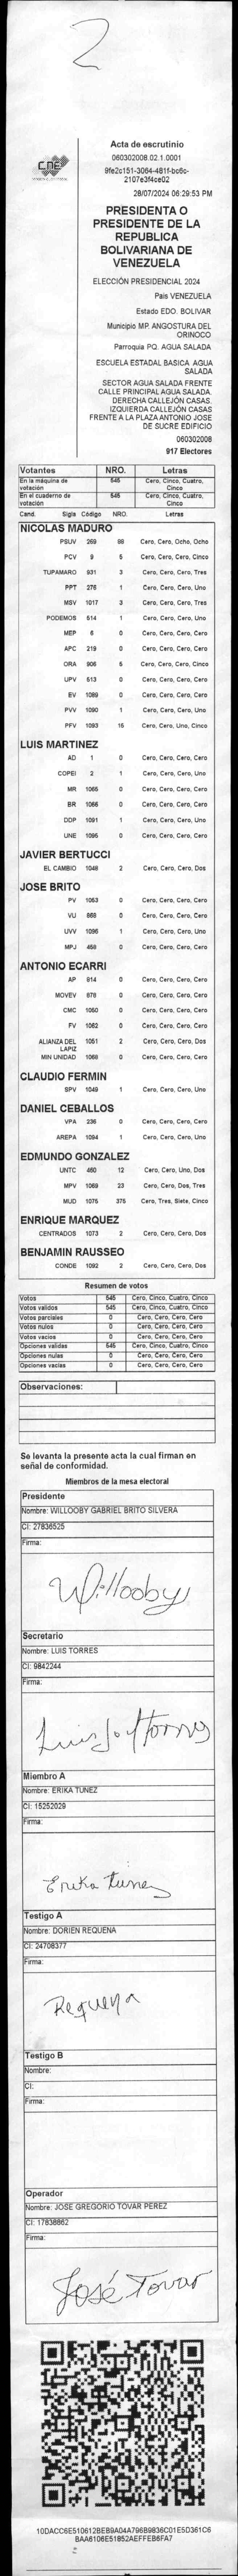 2
CNE
Acta de escrutinio
060302008.02.1.0001
9fe2c151-3064-481f-bc6c-
2107e3f4ce02
28/07/2024 06:29:53 PM
PRESIDENTA O
PRESIDENTE DE LA
REPUBLICA
BOLIVARIANA DE
VENEZUELA
ELECCIÓN PRESIDENCIAL 2024
País VENEZUELA
Estado EDO. BOLIVAR
Municipio MP. ANGOSTURA DEL
ORINOCO
Parroquia PQ. AGUA SALADA
ESCUELA ESTADAL BASICA AGUA
SALADA
SECTOR AGUA SALADA FRENTE
CALLE PRINCIPAL AGUA SALADA.
DERECHA CALLEJÓN CASAS.
IZQUIERDA CALLEJÓN CASAS
FRENTE A LA PLAZA ANTONIO JOSE
DE SUCRE EDIFICIO
060302008
917 Electores
Votantes NRO. Letras
En la máquina de votación 545 Cero, Cinco, Cuatro, Cinco
En el cuaderno de votación 545 Cero, Cinco, Cuatro, Cinco
Cand. Sigla Código NRO. Letras
NICOLAS MADURO
PSUV 269 88 Cero, Cero, Ocho, Ocho
PCV 9 5 Cero, Cero, Cero, Cinco
TUPAMARO 931 3 Cero, Cero, Cero, Tres
PPT 276 1 Cero, Cero, Cero, Uno
MSV 1017 3 Cero, Cero, Cero, Tres
PODEMOS 514 1 Cero, Cero, Cero, Uno
MEP 6 0 Cero, Cero, Cero, Cero
APC 219 0 Cero, Cero, Cero, Cero
ORA 906 5 Cero, Cero, Cero, Cinco
UPV 513 0 Cero, Cero, Cero, Cero
EV 1089 0 Cero, Cero, Cero, Cero
PVV 1090 1 Cero, Cero, Cero, Uno
PFV 1093 15 Cero, Cero, Uno, Cinco
LUIS MARTINEZ
AD 1 0 Cero, Cero, Cero, Cero
COPEI 2 1 Cero, Cero, Cero, Uno
MR 1065 0 Cero, Cero, Cero, Cero
BR 1066 0 Cero, Cero, Cero, Cero
DDP 1091 1 Cero, Cero, Cero, Uno
UNE 1095 0 Cero, Cero, Cero, Cero
JAVIER BERTUCCI
EL CAMBIO 1048 2 Cero, Cero, Cero, Dos
JOSE BRITO
PV 1053 0 Cero, Cero, Cero, Cero
VU 868 0 Cero, Cero, Cero, Cero
UVV 1096 1 Cero, Cero, Cero, Uno
MPJ 459 0 Cero, Cero, Cero, Cero
ANTONIO ECARRI
AP 814 0 Cero, Cero, Cero, Cero
MOVEV 878 0 Cero, Cero, Cero, Cero
CMC 1050 0 Cero, Cero, Cero, Cero
FV 1062 0 Cero, Cero, Cero, Cero
ALIANZA DEL LAPIZ 1051 2 Cero, Cero, Cero, Dos
MIN UNIDAD 1068 0 Cero, Cero, Cero, Cero
CLAUDIO FERMIN
SPV 1049 1 Cero, Cero, Cero, Uno
DANIEL CEBALLOS
VPA 236 0 Cero, Cero, Cero, Cero
AREPA 1094 1 Cero, Cero, Cero, Uno
EDMUNDO GONZALEZ
UNTC 460 12 Cero, Cero, Uno, Dos
MPV 1069 23 Cero, Cero, Dos, Tres
MUD 1075 375 Cero, Tres, Siete, Cinco
ENRIQUE MARQUEZ
CENTRADOS 1073 2 Cero, Cero, Cero, Dos
BENJAMIN RAUSSEO
CONDE 1092 2 Cero, Cero, Cero, Dos
Resumen de votos
Votos 545 Cero, Cinco, Cuatro, Cinco
Votos validos 545 Cero, Cinco, Cuatro, Cinco
Votos parciales 0 Cero, Cero, Cero, Cero
Votos nulos 0 Cero, Cero, Cero, Cero
Votos vacios 0 Cero, Cero, Cero, Cero
Opciones validas 545 Cero, Cinco, Cuatro, Cinco
Opciones nulas 0 Cero, Cero, Cero, Cero
Opciones vacias 0 Cero, Cero, Cero, Cero
Observaciones:
Se levanta la presente acta la cual firman en
señal de conformidad.
Miembros de la mesa electoral
Presidente
Nombre: WILLOOBY GABRIEL BRITO SILVERA
CI: 27836525
Firma:
Willooby
Secretario
Nombre: LUIS TORRES
CI: 9842244
Firma:
Luis Torres
Miembro A
Nombre: ERIKA TUNEZ
CI: 15252029
Firma:
Erika Tunez
Testigo A
Nombre: DORIEN REQUENA
CI: 24708377
Firma:
Requena
Testigo B
Nombre:
CI:
Firma:
Operador
Nombre: JOSE GREGORIO TOVAR PEREZ
CI: 17838862
Firma:
José Tovar
10DACC6E510612BEB9A04A796B9836C01E5D361C6
BAA6106E51852AEFFEB6FA7